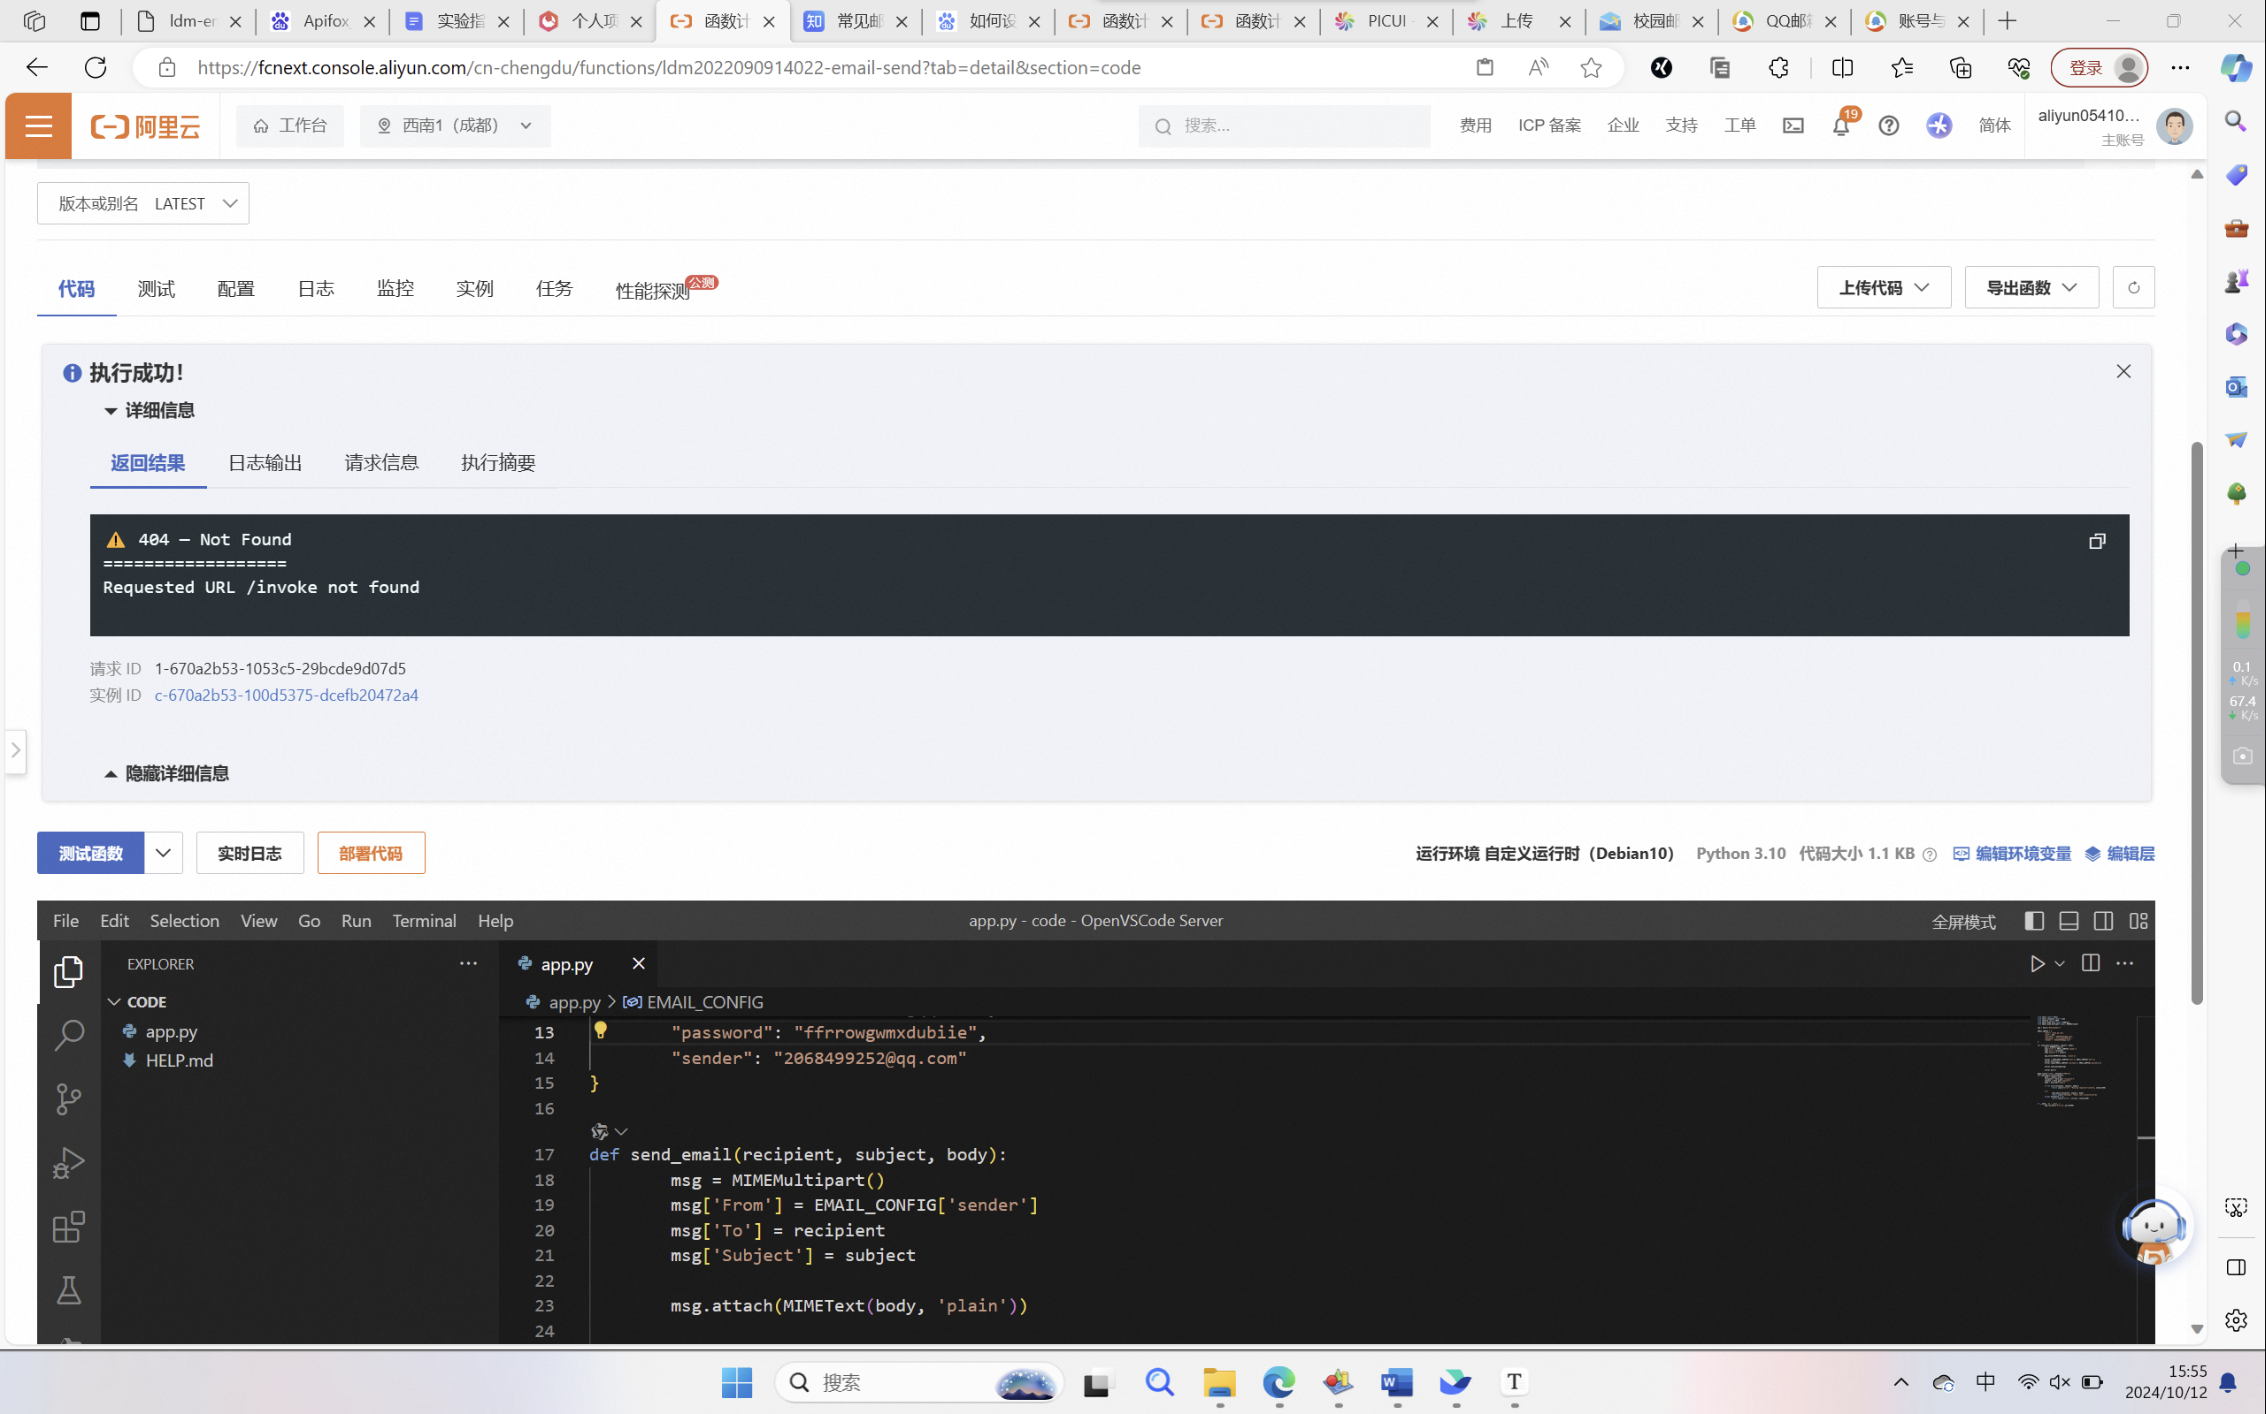 ldm-er
Apifox
实验指
个人项
函数计
常见邮
如何设
函数计
函数计
PICUI
上传
校园邮
QQ邮箱
账号与
https://fcnext.console.aliyun.com/cn-chengdu/functions/ldm2022090914022-email-send?tab=detail&section=code
登录
阿里云
工作台
西南1（成都）
搜索...
费用
ICP 备案
企业
支持
工单
19
简体
aliyun05410...
主账号
版本或别名 LATEST
代码 测试 配置 日志 监控 实例 任务 性能探测 公测
上传代码
导出函数
执行成功!
详细信息
返回结果 日志输出 请求信息 执行摘要
404 — Not Found
==================
Requested URL /invoke not found
请求 ID 1-670a2b53-1053c5-29bcde9d07d5
实例 ID c-670a2b53-100d5375-dcefb20472a4
隐藏详细信息
测试函数
实时日志
部署代码
运行环境 自定义运行时（Debian10） Python 3.10 代码大小 1.1 KB
编辑环境变量
编辑层
0.1
K/s
67.4
K/s
File Edit Selection View Go Run Terminal Help
app.py - code - OpenVSCode Server
全屏模式
EXPLORER
CODE
app.py
HELP.md
app.py
app.py > EMAIL_CONFIG
13 "password": "ffrrowgwmxdubiie",
14 "sender": "2068499252@qq.com"
15 }
16
17 def send_email(recipient, subject, body):
18 msg = MIMEMultipart()
19 msg['From'] = EMAIL_CONFIG['sender']
20 msg['To'] = recipient
21 msg['Subject'] = subject
22
23 msg.attach(MIMEText(body, 'plain'))
24
搜索
中
15:55
2024/10/12